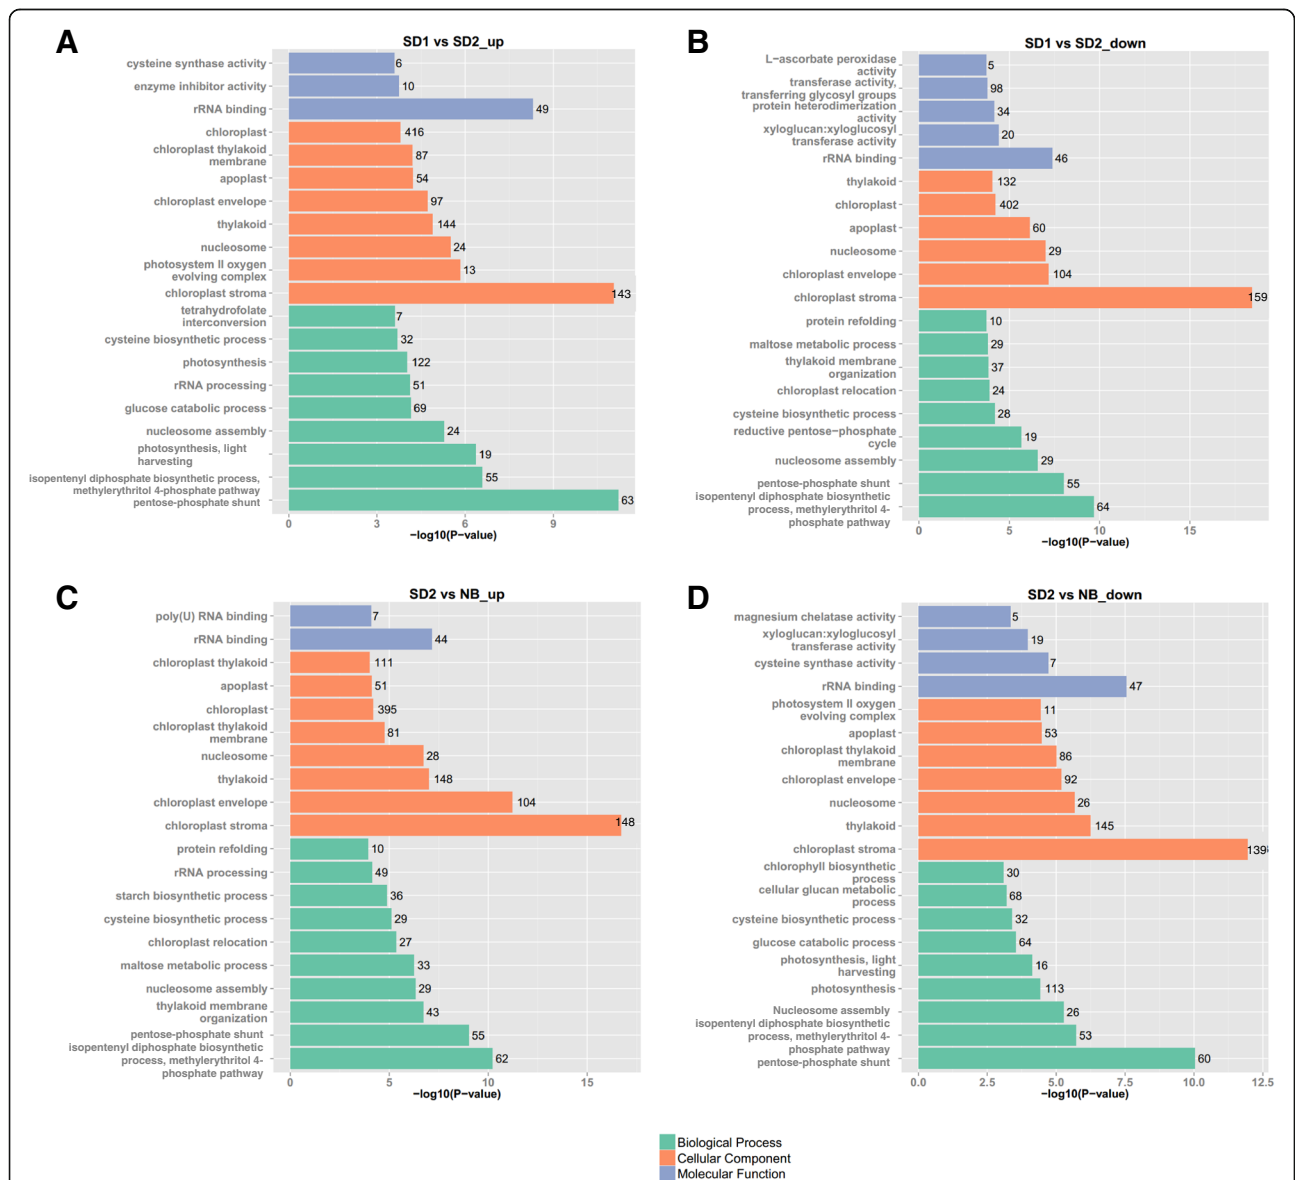 A
SD1 vs SD2_up
cysteine synthase activity
6
enzyme inhibitor activity
10
rRNA binding
49
chloroplast
416
chloroplast thylakoid
membrane
87
apoplast
54
chloroplast envelope
97
thylakoid
144
nucleosome
24
photosystem II oxygen
evolving complex
13
chloroplast stroma
143
tetrahydrofolate
interconversion
7
cysteine biosynthetic process
32
photosynthesis
122
rRNA processing
51
glucose catabolic process
69
nucleosome assembly
24
photosynthesis, light
harvesting
19
isopentenyl diphosphate biosynthetic process,
methylerythritol 4-phosphate pathway
55
pentose-phosphate shunt
63
0 3 6 9
−log10(P−value)
B
SD1 vs SD2_down
L−ascorbate peroxidase
activity
5
transferase activity,
transferring glycosyl groups
98
protein heterodimerization
activity
34
xyloglucan:xyloglucosyl
transferase activity
20
rRNA binding
46
thylakoid
132
chloroplast
402
apoplast
60
nucleosome
29
chloroplast envelope
104
chloroplast stroma
159
protein refolding
10
maltose metabolic process
29
thylakoid membrane
organization
37
chloroplast relocation
24
cysteine biosynthetic process
28
reductive pentose−phosphate
cycle
19
nucleosome assembly
29
pentose-phosphate shunt
55
isopentenyl diphosphate biosynthetic
process, methylerythritol 4-
phosphate pathway
64
0 5 10 15
−log10(P−value)
C
SD2 vs NB_up
poly(U) RNA binding
7
rRNA binding
44
chloroplast thylakoid
111
apoplast
51
chloroplast
395
chloroplast thylakoid
membrane
81
nucleosome
28
thylakoid
148
chloroplast envelope
104
chloroplast stroma
148
protein refolding
10
rRNA processing
49
starch biosynthetic process
36
cysteine biosynthetic process
29
chloroplast relocation
27
maltose metabolic process
33
nucleosome assembly
29
thylakoid membrane
organization
43
pentose-phosphate shunt
55
isopentenyl diphosphate biosynthetic
process, methylerythritol 4-
phosphate pathway
62
0 5 10 15
−log10(P−value)
D
SD2 vs NB_down
magnesium chelatase activity
5
xyloglucan:xyloglucosyl
transferase activity
19
cysteine synthase activity
7
rRNA binding
47
photosystem II oxygen
evolving complex
11
apoplast
53
chloroplast thylakoid
membrane
86
chloroplast envelope
92
nucleosome
26
thylakoid
145
chloroplast stroma
139
chlorophyll biosynthetic
process
30
cellular glucan metabolic
process
68
cysteine biosynthetic process
32
glucose catabolic process
64
photosynthesis, light
harvesting
16
photosynthesis
113
Nucleosome assembly
26
isopentenyl diphosphate biosynthetic
process, methylerythritol 4-
phosphate pathway
53
pentose-phosphate shunt
60
0.0 2.5 5.0 7.5 10.0 12.5
−log10(P−value)
Biological Process
Cellular Component
Molecular Function